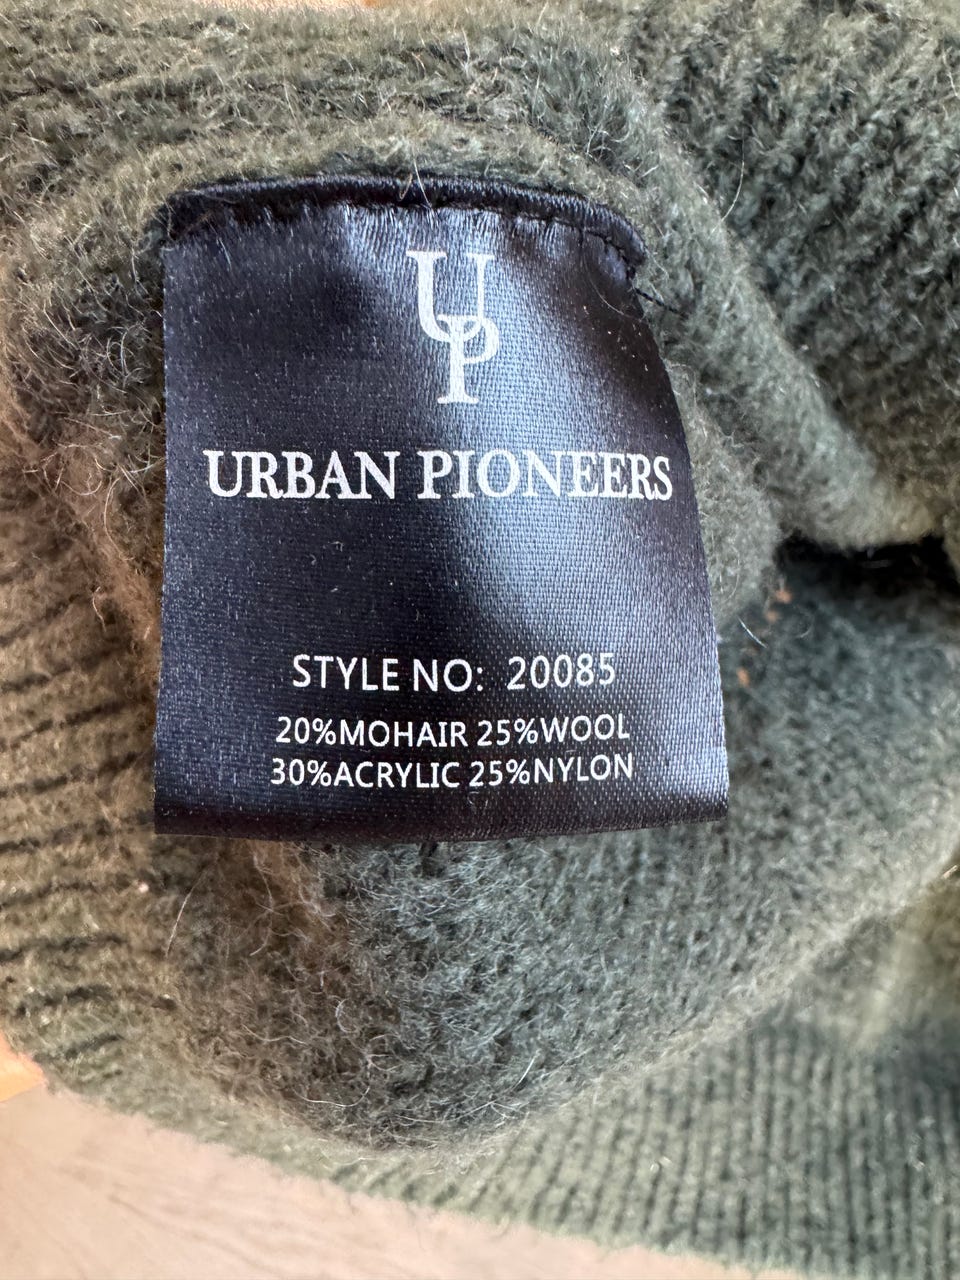 UP
URBAN PIONEERS
STYLE NO: 20085
20%MOHAIR 25%WOOL
30%ACRYLIC 25%NYLON